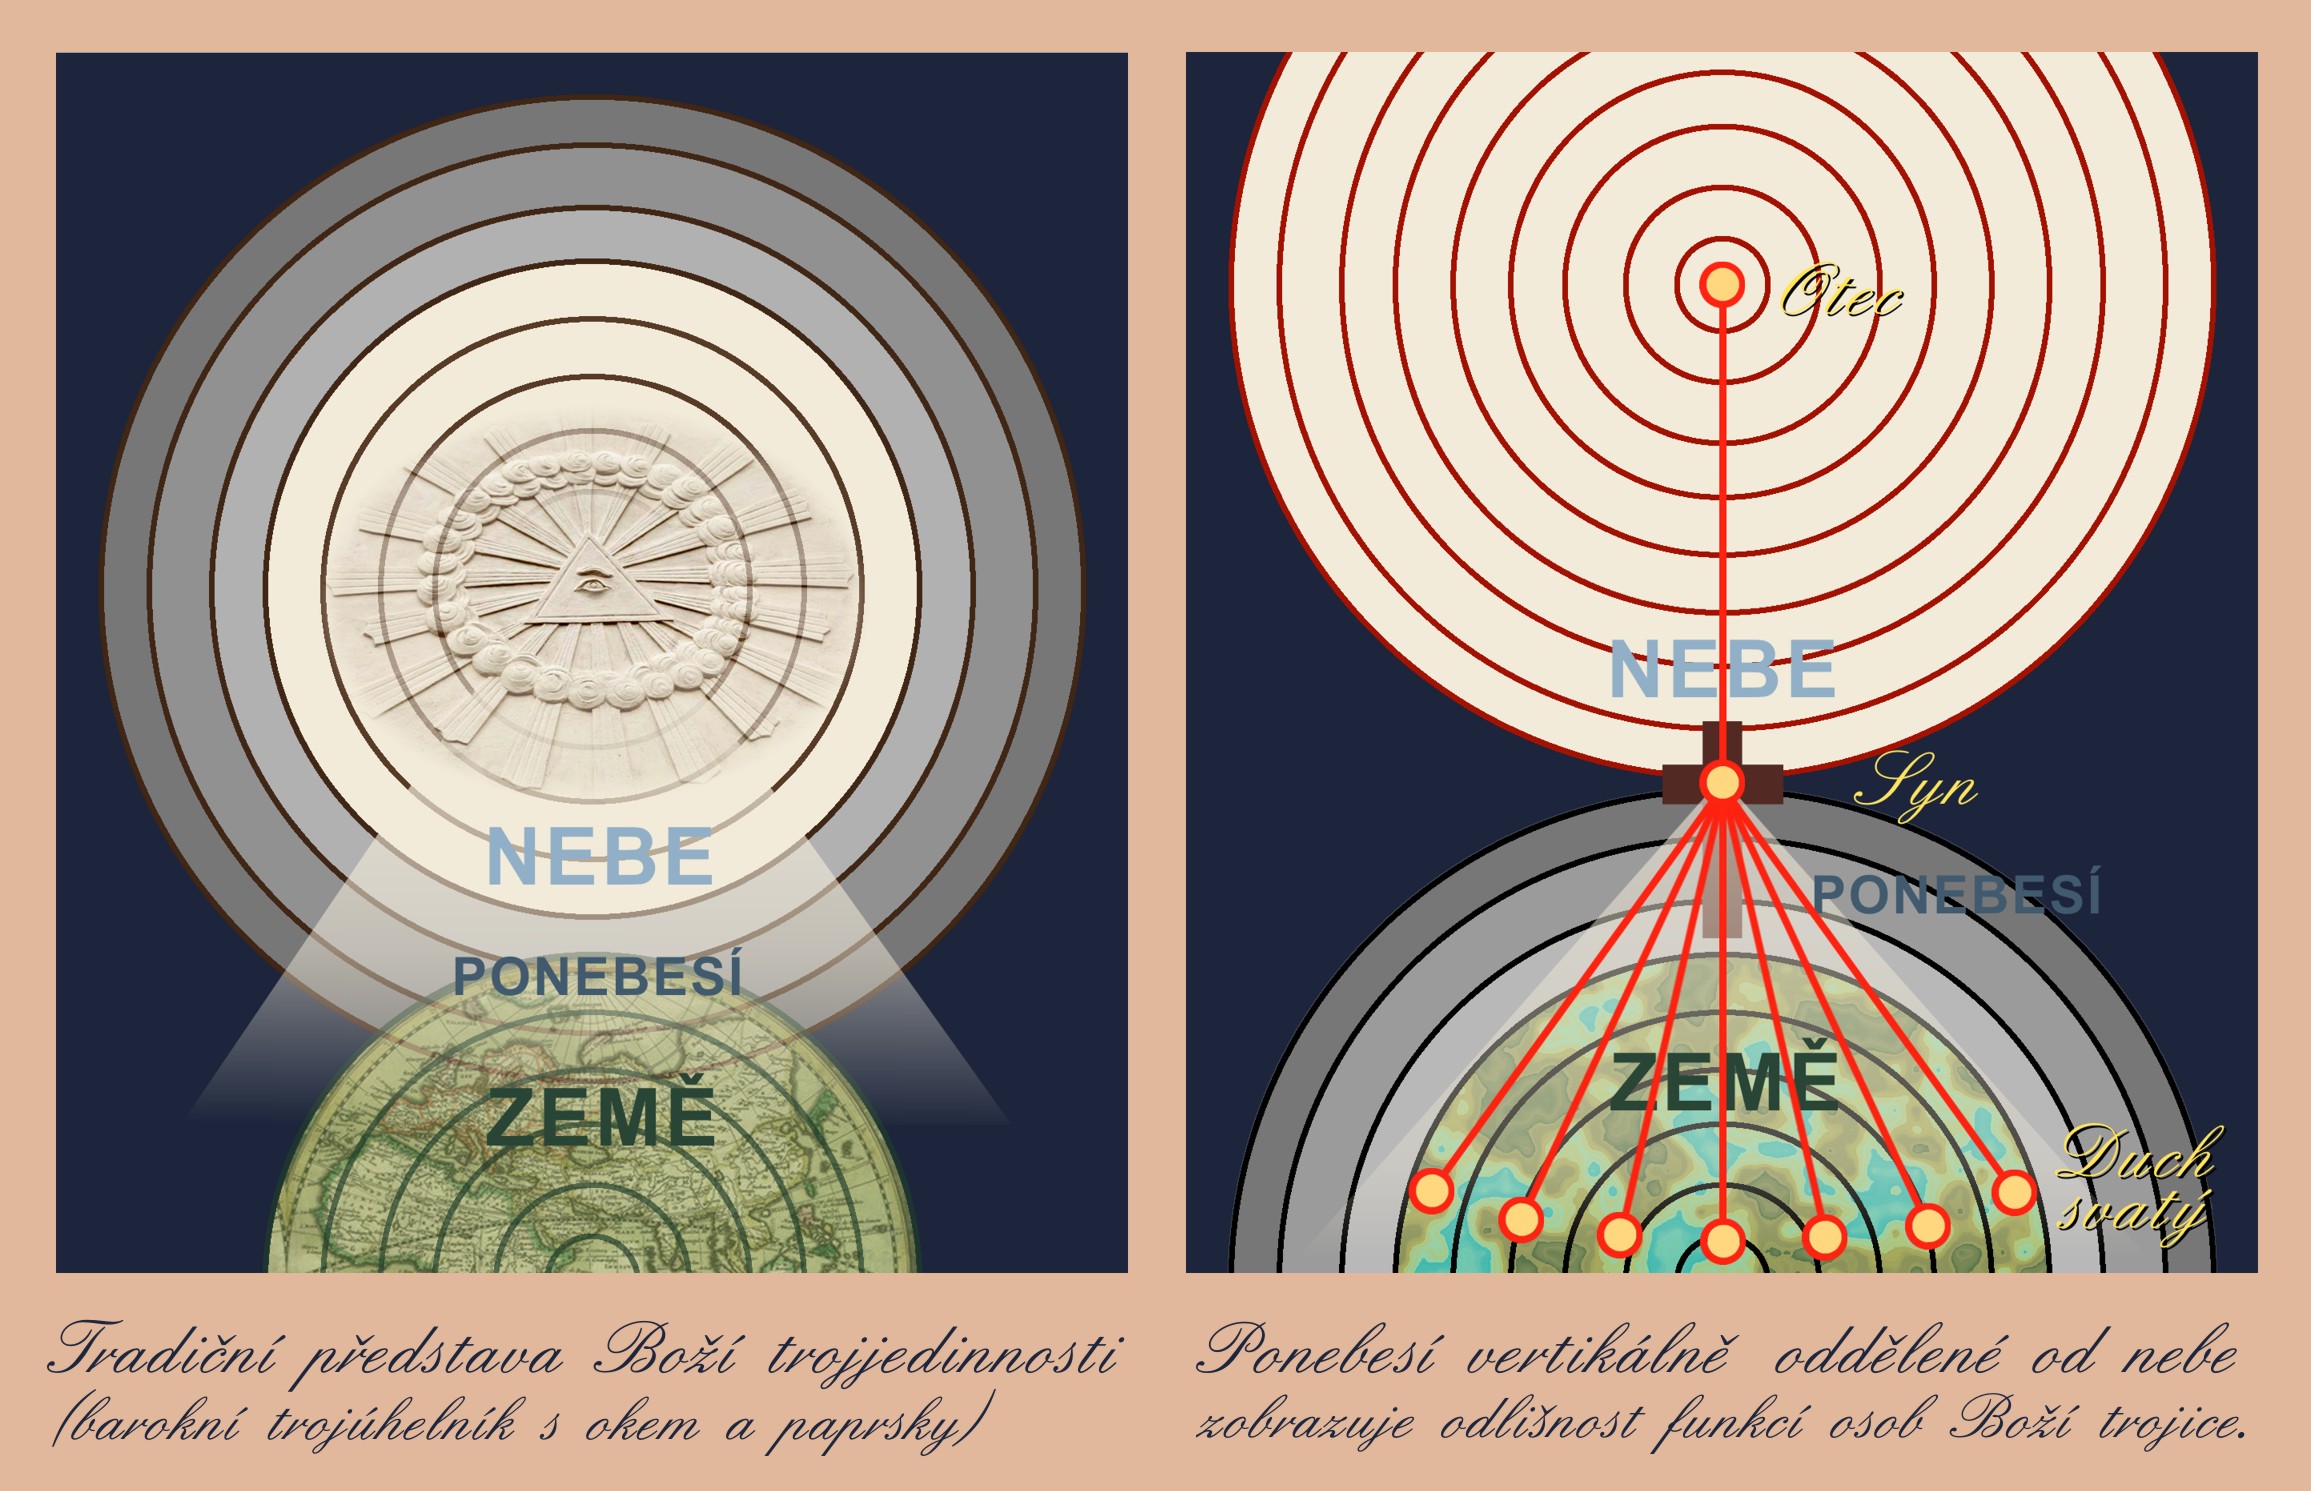 NEBE
PONEBESÍ
ZEMĚ
Tradiční představa Boží trojjedinnosti
(barokní trojúhelník s okem a paprsky)
Otec
NEBE
Syn
PONEBESÍ
ZEMĚ
Duch
svatý
Ponebesí vertikálně oddělené od nebe
zobrazuje odlišnost funkcí osob Boží trojice.